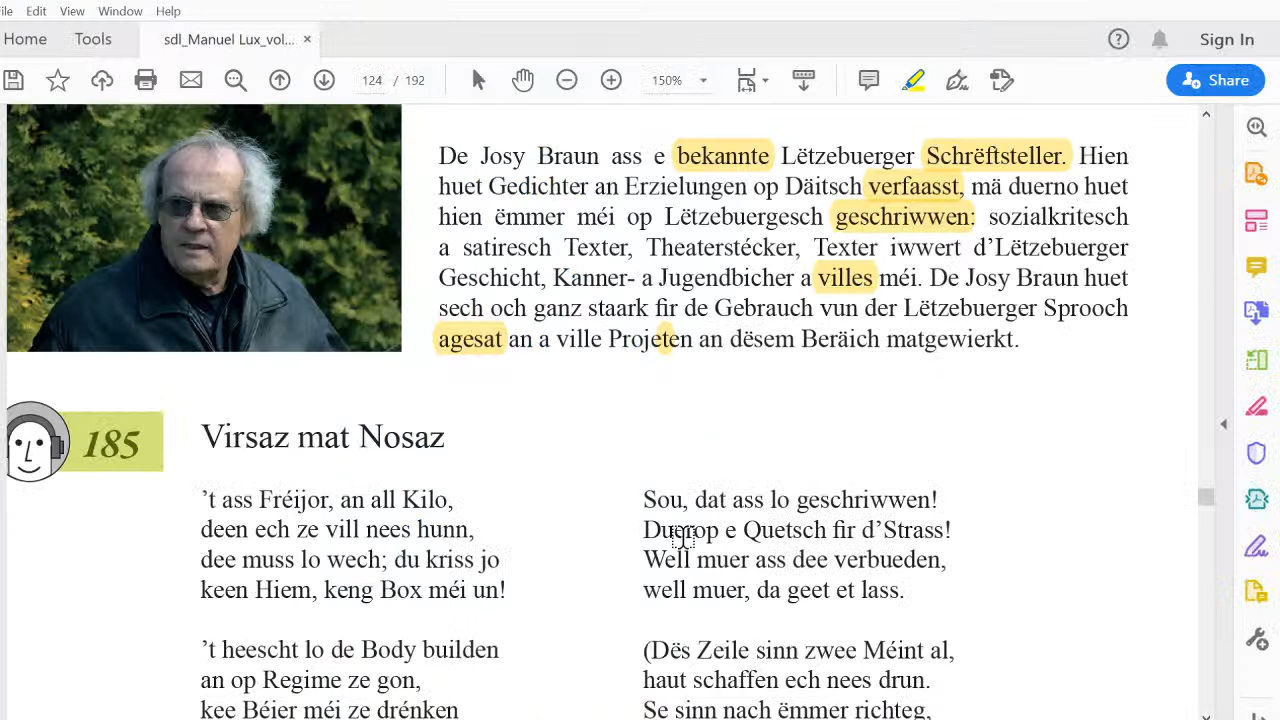 File Edit View Window Help
Home Tools sdl_Manuel Lux_vol... ×
? Sign In
124 / 192 150% Share
De Josy Braun ass e bekannte Lëtzebuerger Schrëftsteller. Hien
huet Gedichter an Erzielungen op Däitsch verfaasst, mä duerno huet
hien ëmmer méi op Lëtzebuergesch geschriwwen: sozialkritesch
a satiresch Texter, Theaterstécker, Texter iwwert d’Lëtzebuerger
Geschicht, Kanner- a Jugendbicher a villes méi. De Josy Braun huet
sech och ganz staark fir de Gebrauch vun der Lëtzebuerger Sprooch
agesat an a ville Projeten an dësem Beräich matgewierkt.
185
Virsaz mat Nosaz
’t ass Fréijor, an all Kilo,
deen ech ze vill nees hunn,
dee muss lo wech; du kriss jo
keen Hiem, keng Box méi un!
’t heescht lo de Body builden
an op Regime ze gon,
kee Béier méi ze drénken
Sou, dat ass lo geschriwwen!
op e Quetsch fir d’Strass!
Well muer ass dee verbueden,
well muer, da geet et lass.
(Dës Zeile sinn zwee Méint al,
haut schaffen ech nees drun.
Se sinn nach ëmmer richteg,